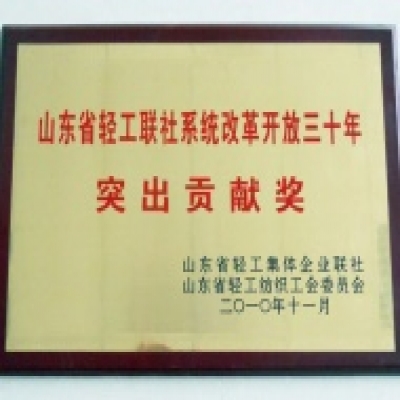 山东省轻工联社系统改革开放三十年
突出贡献奖
山东省轻工集体企业联社
山东省轻工纺织工会委员会
二〇一〇年十一月